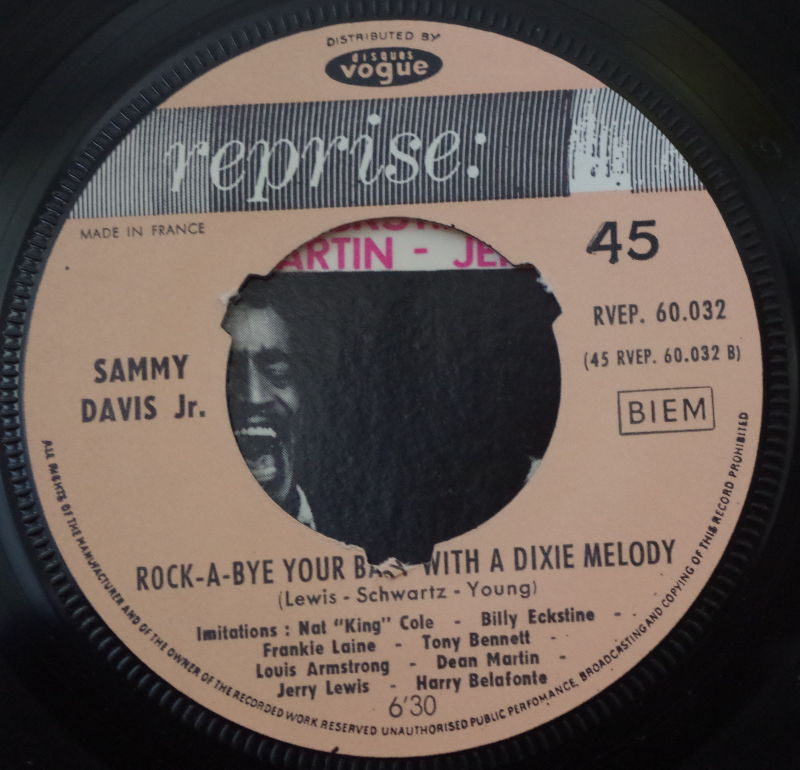 DISTRIBUTED BY
disques
vogue
reprise:
MADE IN FRANCE
45
ARTIN - JE
RVEP. 60.032
(45 RVEP. 60.032 B)
BIEM
SAMMY
DAVIS Jr.
ROCK-A-BYE YOUR WITH A DIXIE MELODY
(Lewis - Schwartz - Young)
Imitations : Nat "King" Cole - Billy Eckstine -
Frankie Laine - Tony Bennett -
Louis Armstrong - Dean Martin -
Jerry Lewis - Harry Belafonte
6'30
ALL RIGHTS OF THE MANUFACTURER AND OF THE OWNER OF THE RECORDED WORK RESERVED UNAUTHORISED PUBLIC PERFOMANCE, BROADCASTING AND COPYING OF THIS RECORD PROHIBITED